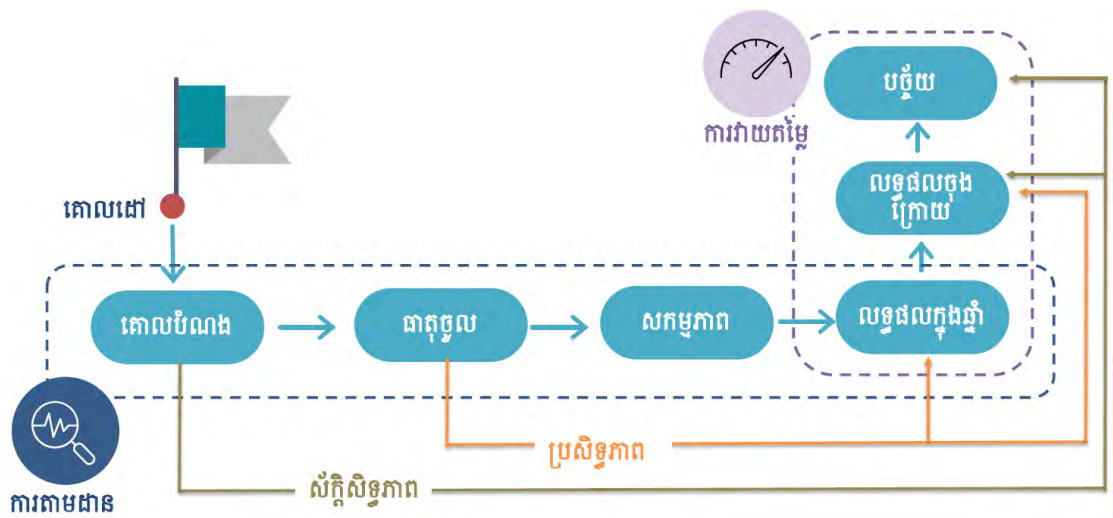 បច្ច័យ
ការវាយតម្លៃ
លទ្ធផលចុង
ក្រោយ
គោលដៅ
គោលបំណង
ធាតុចូល
សកម្មភាព
លទ្ធផលក្នុងឆ្នាំ
ប្រសិទ្ធភាព
ស័ក្តិសិទ្ធភាព
ការតាមដាន